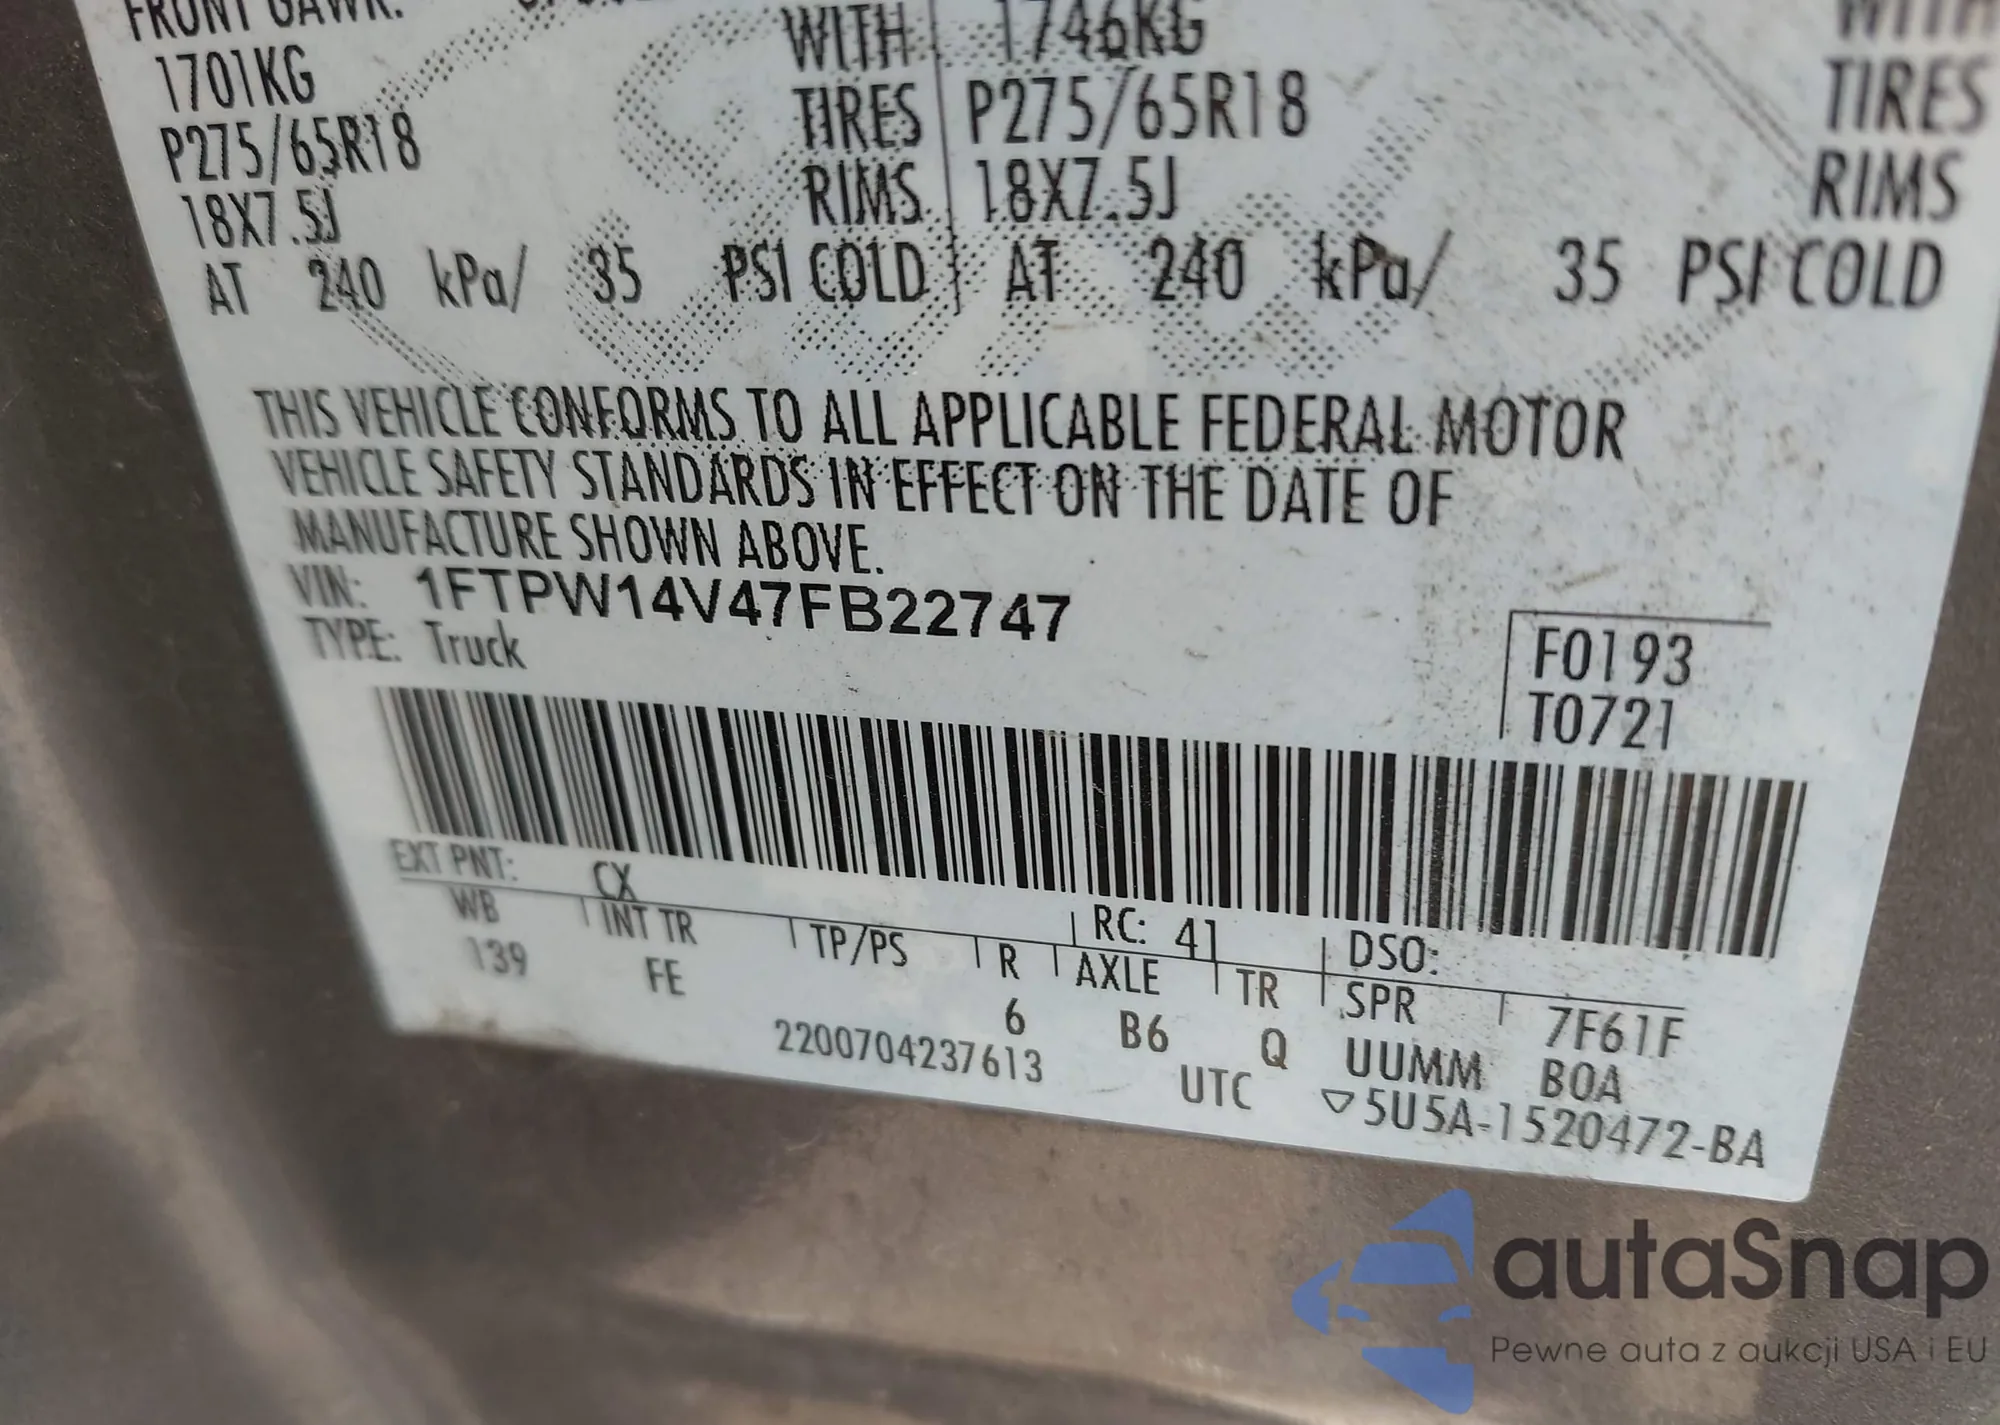 FRONT GAWR:
1701KG
WITH 1746KG WITH
P275/65R18 TIRES P275/65R18 TIRES
18X7.5J RIMS 18X7.5J RIMS
AT 240 kPa/ 35 PSI COLD AT 240 kPa/ 35 PSI COLD
THIS VEHICLE CONFORMS TO ALL APPLICABLE FEDERAL MOTOR
VEHICLE SAFETY STANDARDS IN EFFECT ON THE DATE OF
MANUFACTURE SHOWN ABOVE.
VIN: 1FTPW14V47FB22747
TYPE: Truck
F0193
T0721
EXT PNT: CX RC: 41 DSO:
WB INT TR TP/PS R AXLE TR SPR 7F61F
139 FE 6 B6 Q UUMM B0A
2200704237613 UTC ▽5U5A-1520472-BA
autaSnap
Pewne auta z aukcji USA i EU